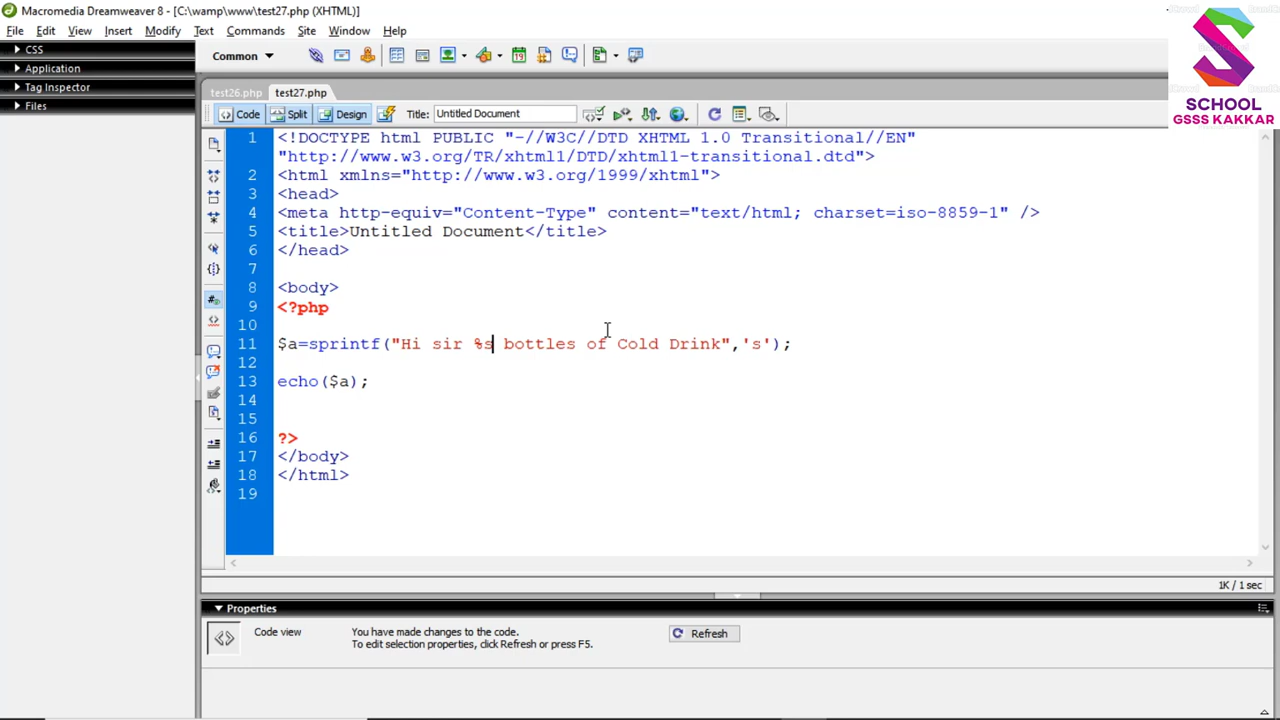 Macromedia Dreamweaver 8 - [C:\wamp\www\test27.php (XHTML)]
File Edit View Insert Modify Text Commands Site Window Help
CSS
Application
Tag Inspector
Files
Common
SCHOOL
GSSS KAKKAR
test26.php test27.php
Code Split Design Title: Untitled Document
1 <!DOCTYPE html PUBLIC "-//W3C//DTD XHTML 1.0 Transitional//EN"
"http://www.w3.org/TR/xhtml1/DTD/xhtml1-transitional.dtd">
2 <html xmlns="http://www.w3.org/1999/xhtml">
3 <head>
4 <meta http-equiv="Content-Type" content="text/html; charset=iso-8859-1" />
5 <title>Untitled Document</title>
6 </head>
7
8 <body>
9 <?php
10
11 $a=sprintf("Hi sir %s bottles of Cold Drink",'s');
12
13 echo($a);
14
15
16 ?>
17 </body>
18 </html>
19
1K / 1 sec
Properties
Code view You have made changes to the code.
To edit selection properties, click Refresh or press F5.
Refresh